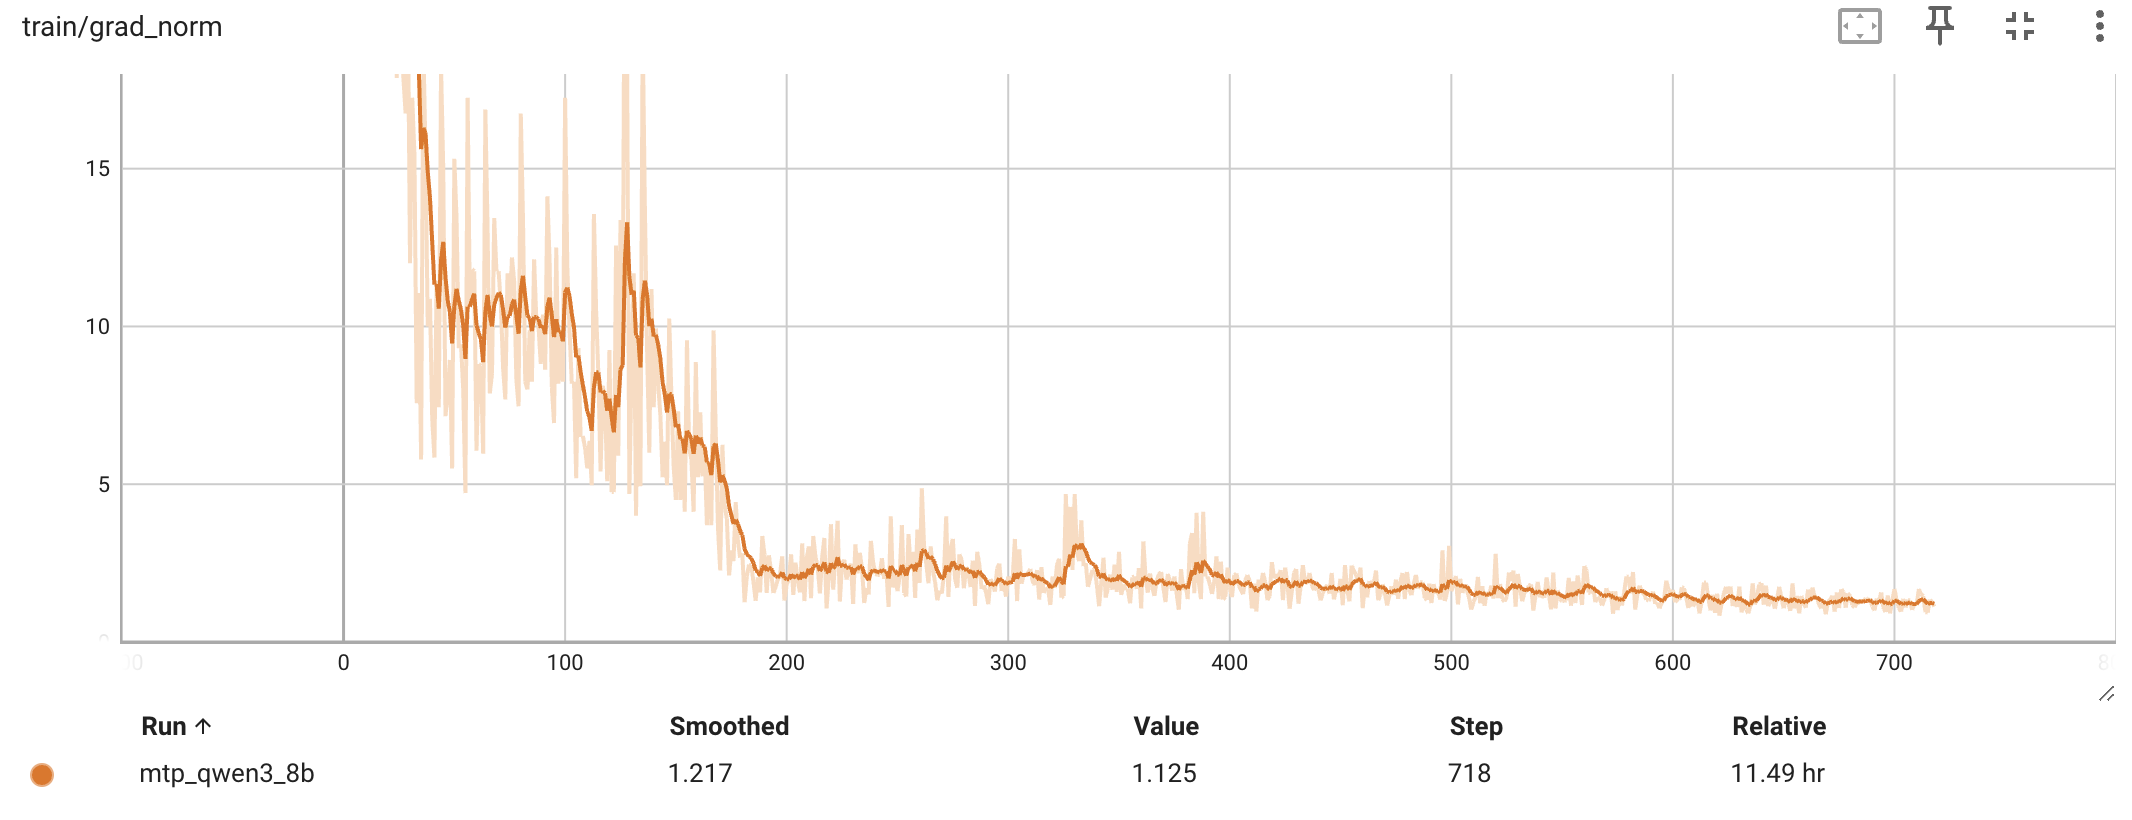 train/grad_norm
15
10
5
0 100 200 300 400 500 600 700
Run ↑ Smoothed Value Step Relative
mtp_qwen3_8b 1.217 1.125 718 11.49 hr